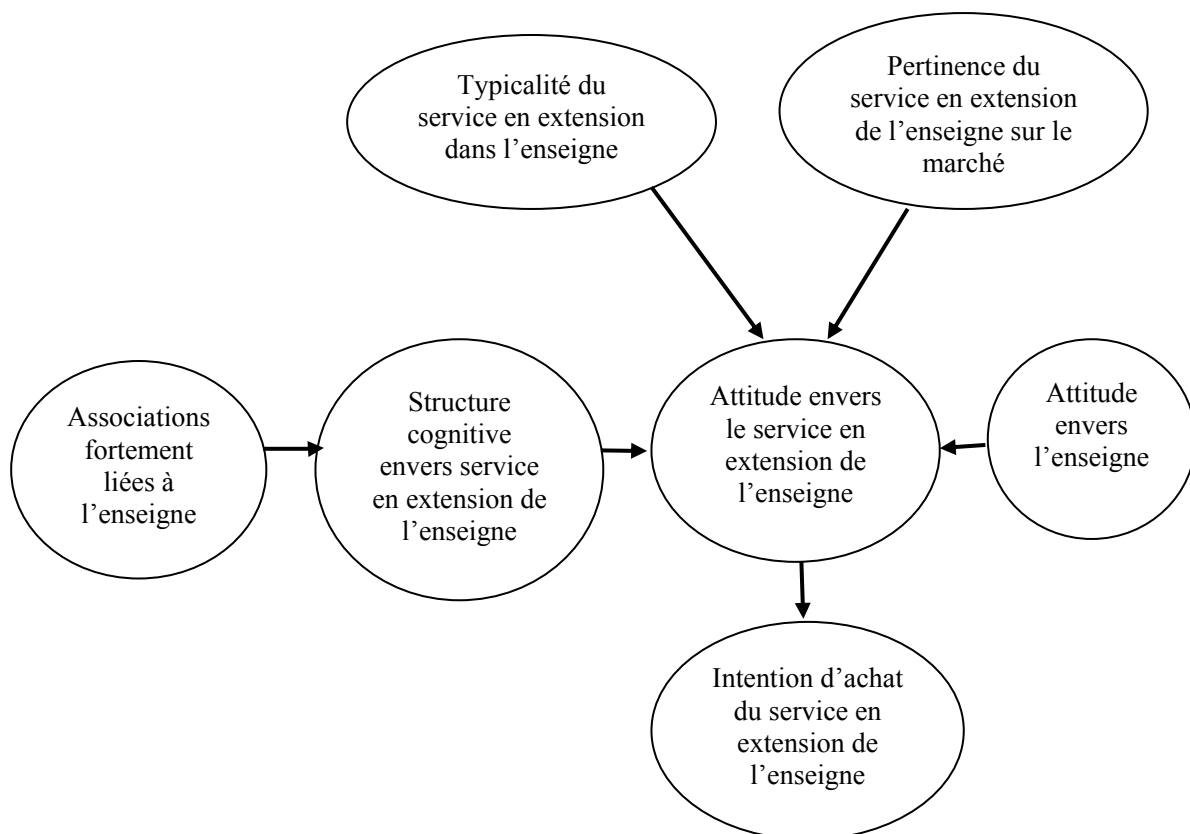 Typicalité du
service en extension
dans l’enseigne
Pertinence du
service en extension
de l’enseigne sur le
marché
Associations
fortement
liées à
l’enseigne
Structure
cognitive
envers service
en extension de
l’enseigne
Attitude envers
le service en
extension de
l’enseigne
Attitude
envers
l’enseigne
Intention d’achat
du service en
extension de
l’enseigne